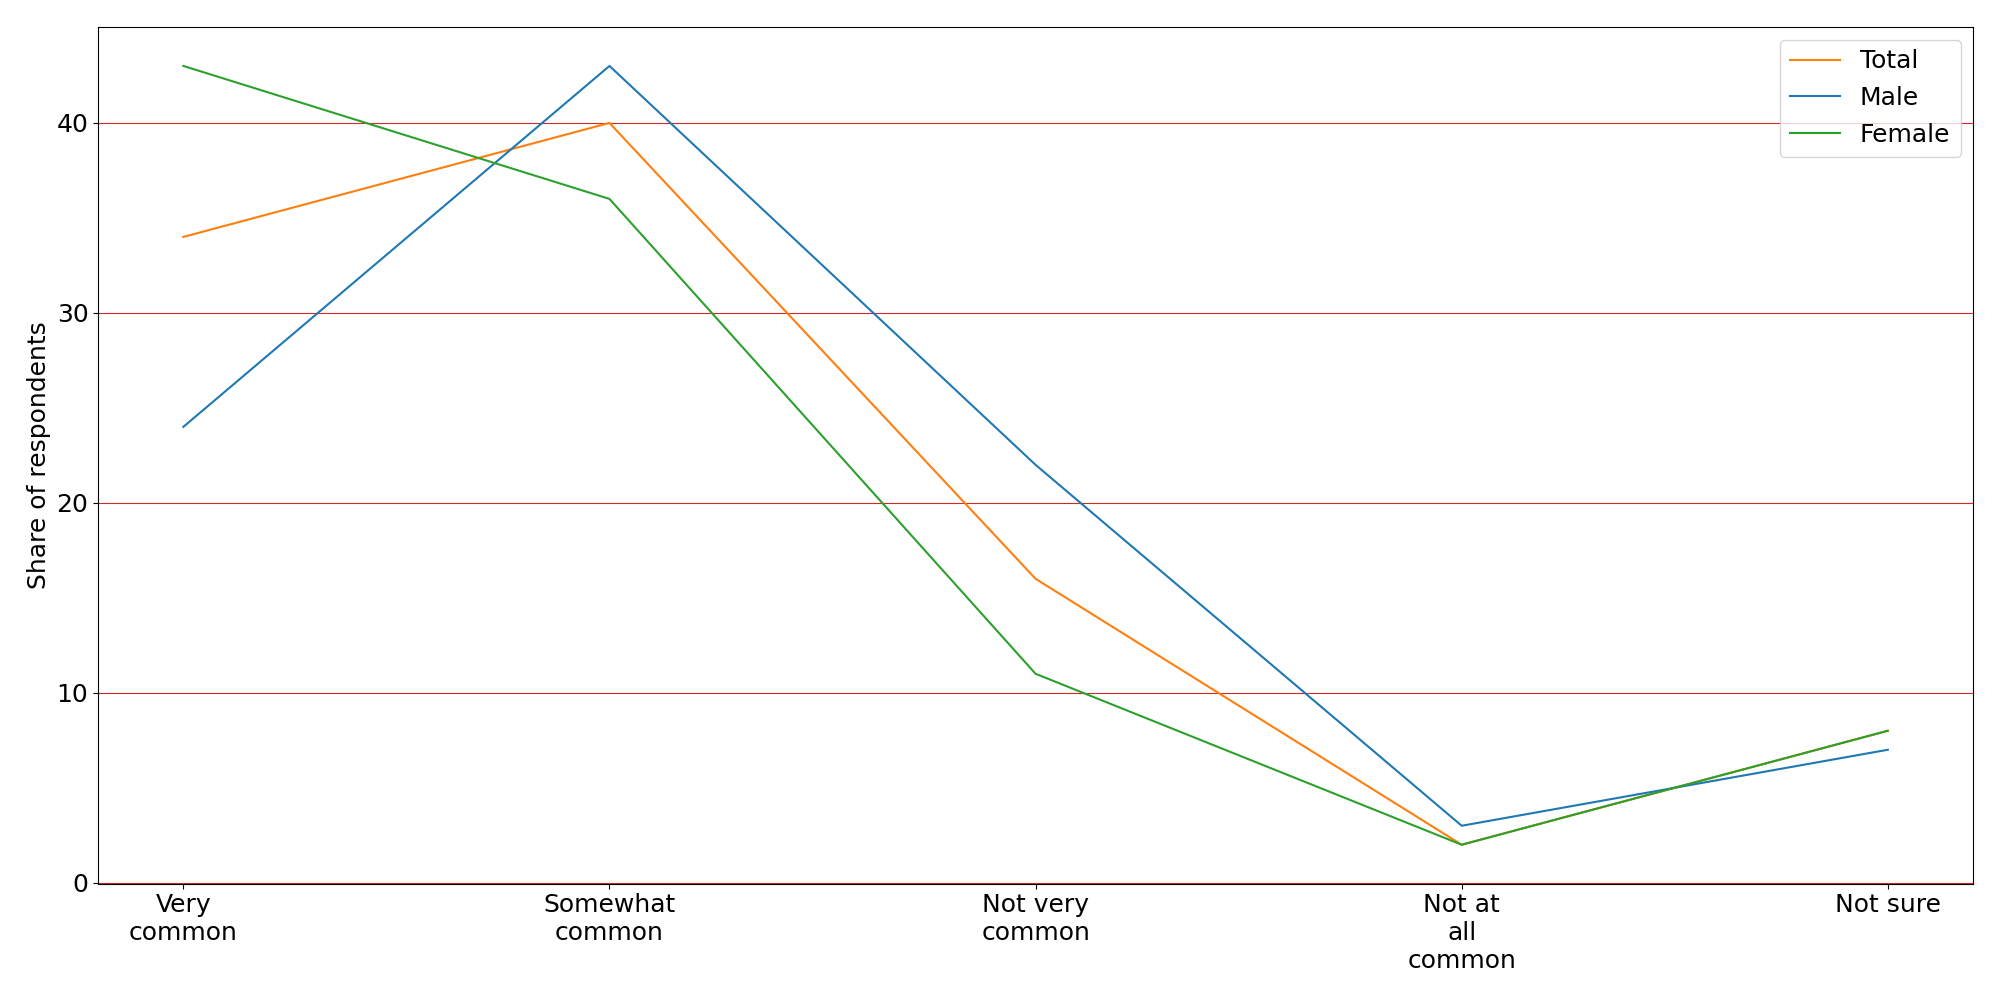 Total
Male
Female
40
30
20
10
0
Share of respondents
Very
common
Somewhat
common
Not very
common
Not at
all
common
Not sure